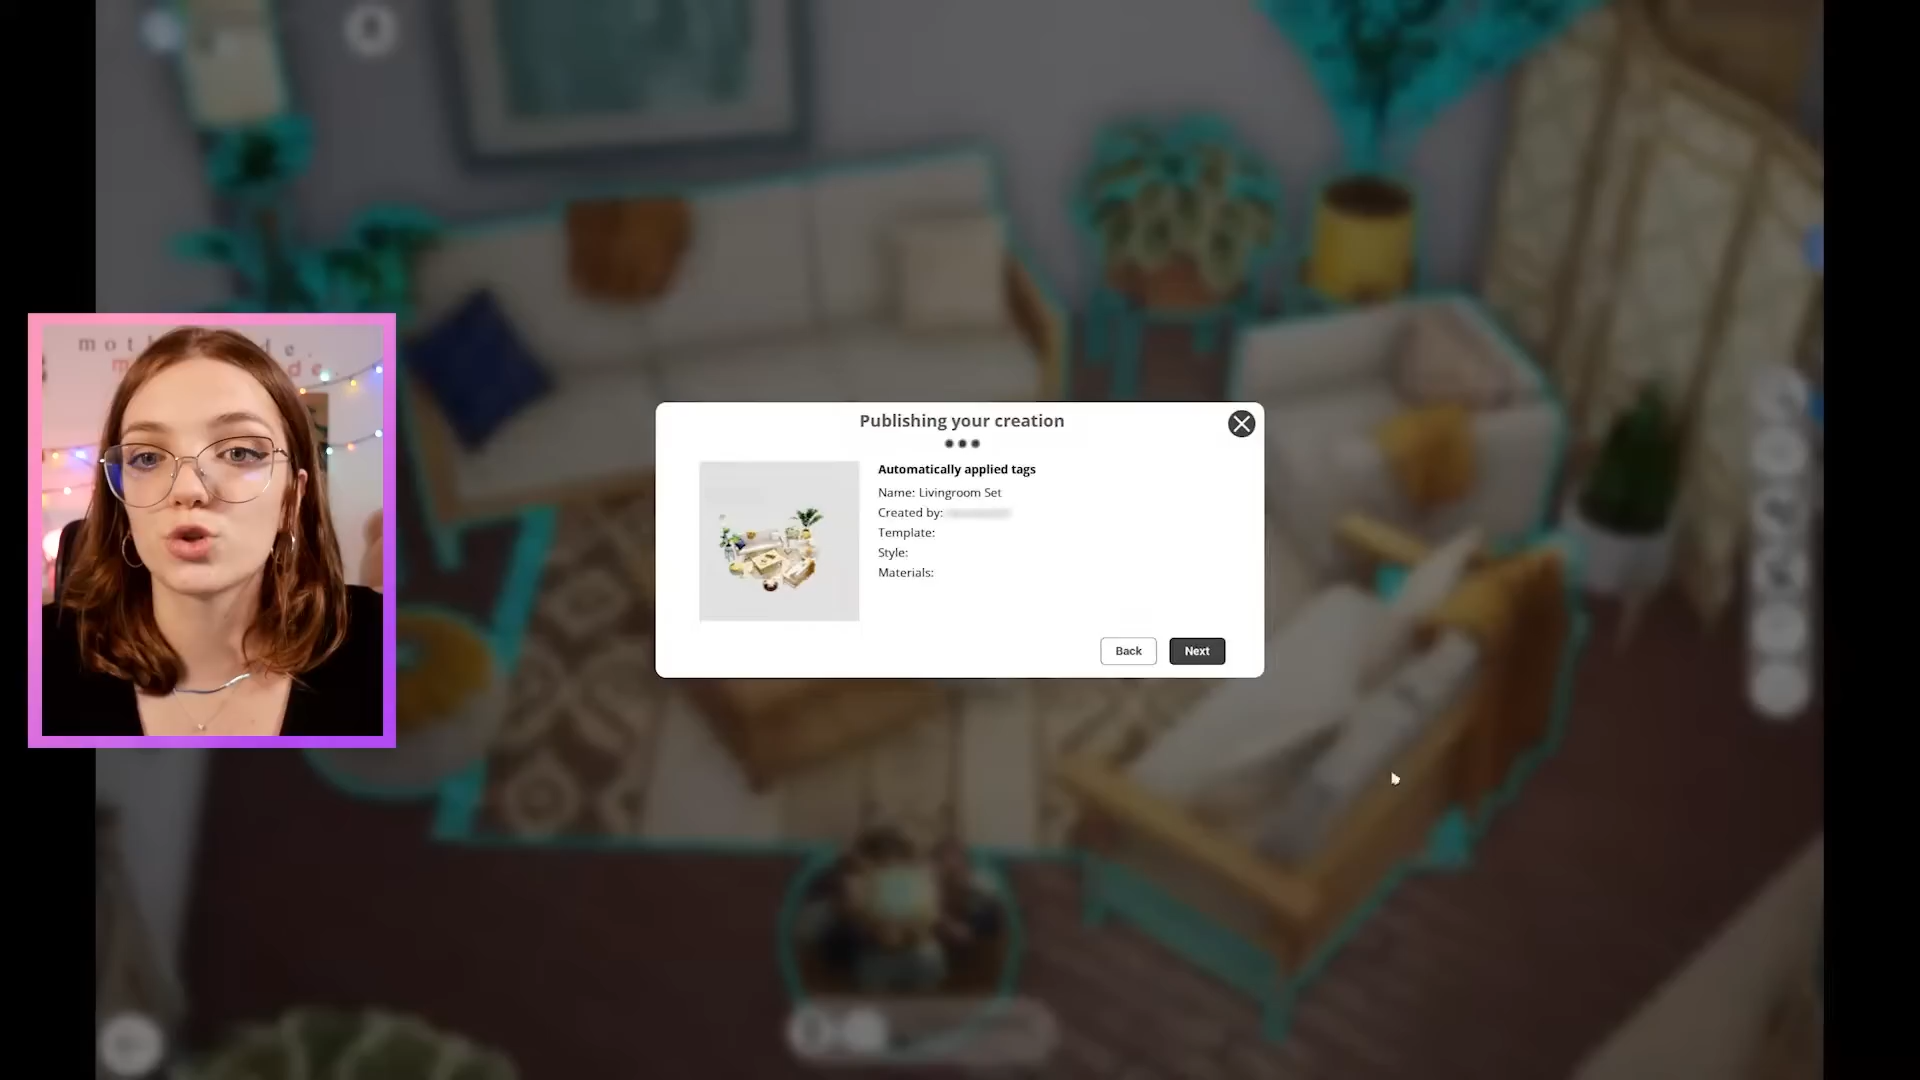 Publishing your creation
Automatically applied tags
Name: Livingroom Set
Created by:
Template:
Style:
Materials:
Back
Next